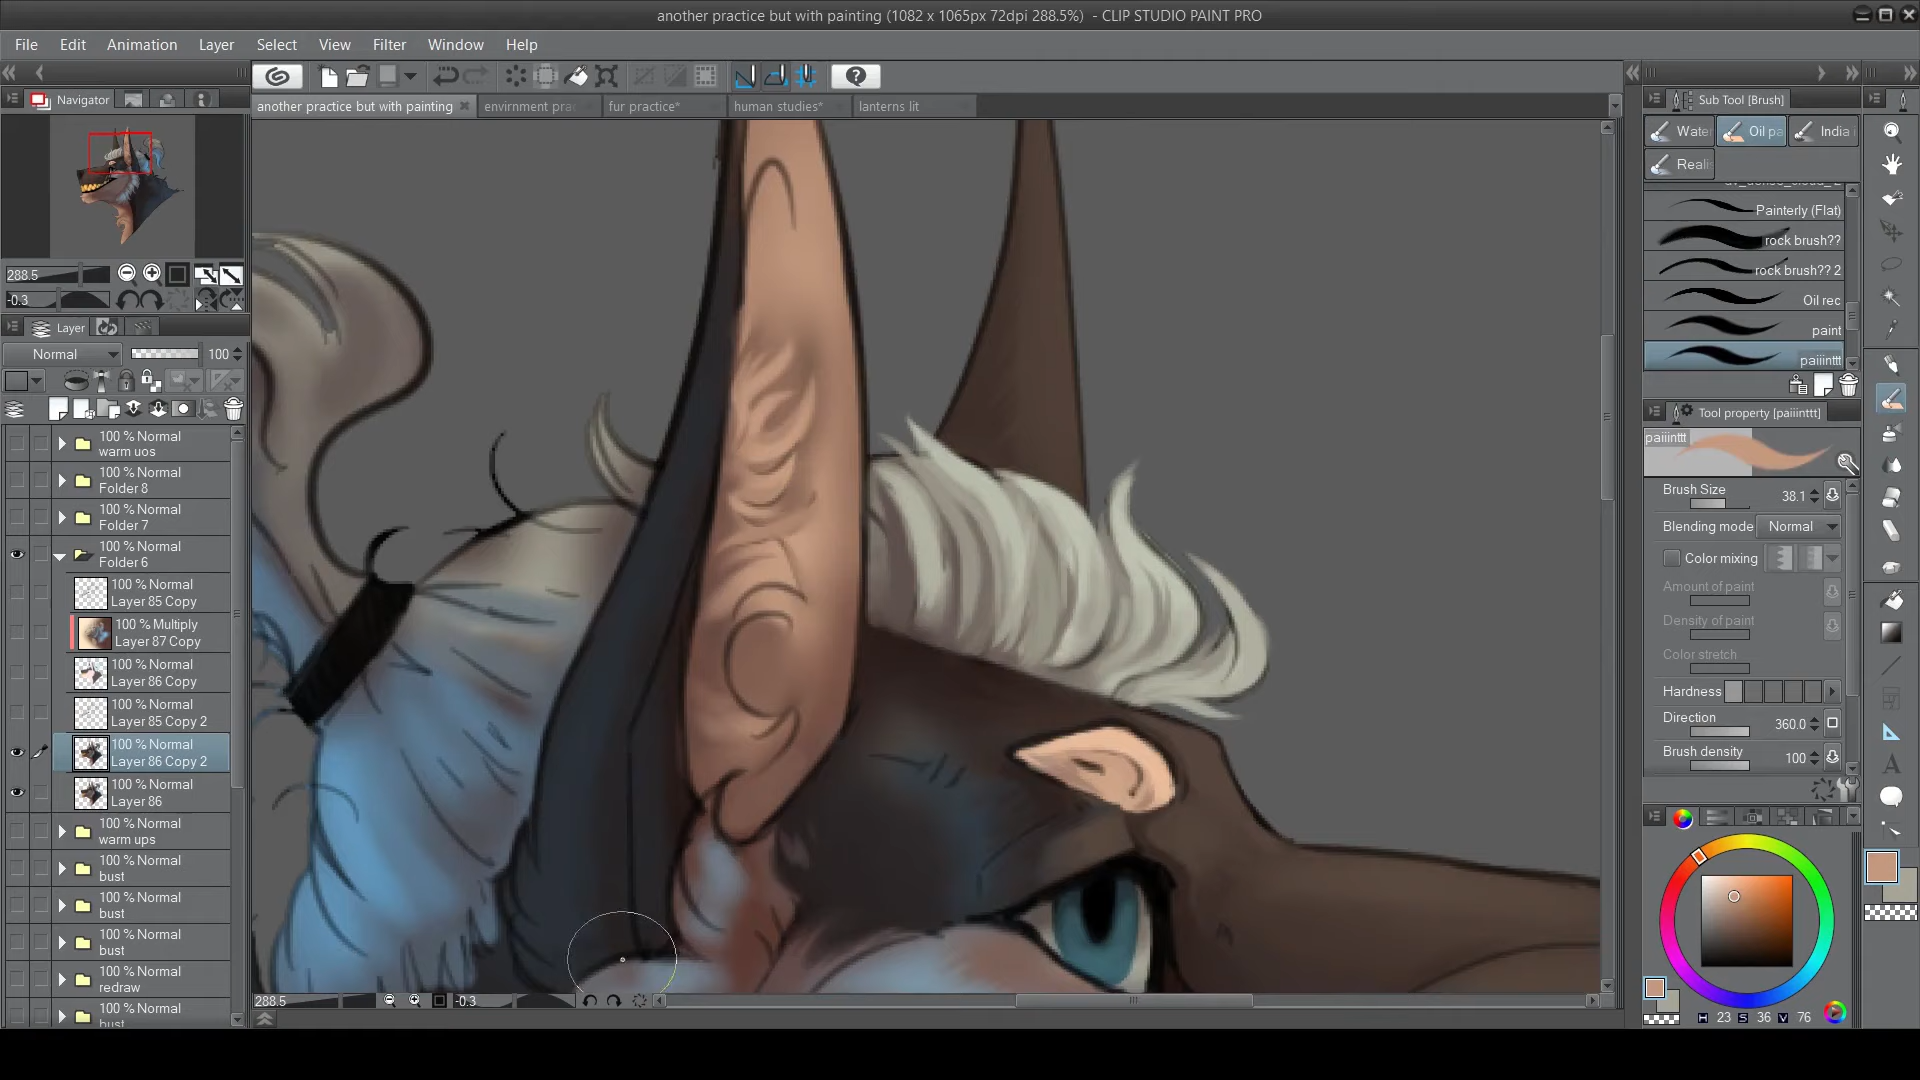 another practice but with painting (1082 x 1065px 72dpi 288.5%) - CLIP STUDIO PAINT PRO
File Edit Animation Layer Select View Filter Window Help
Navigator
another practice but with painting envirnment prac fur practice* human studies* lanterns lit
Sub Tool [Brush]
Water Oil pa India i
Reali
Painterly (Flat)
rock brush??
rock brush?? 2
Oil rec
paint
paiiinttt
288.5
-0.3
Layer
Normal 100
100 % Normal
warm uos
100 % Normal
Folder 8
100 % Normal
Folder 7
100 % Normal
Folder 6
100 % Normal
Layer 85 Copy
100 % Multiply
Layer 87 Copy
100 % Normal
Layer 86 Copy
100 % Normal
Layer 85 Copy 2
100 % Normal
Layer 86 Copy 2
100 % Normal
Layer 86
100 % Normal
warm ups
100 % Normal
bust
100 % Normal
bust
100 % Normal
bust
100 % Normal
redraw
100 % Normal
bust
Tool property [paiiinttt]
paiiinttt
Brush Size 38.1
Blending mode Normal
Color mixing
Amount of paint
Density of paint
Color stretch
Hardness
Direction 360.0
Brush density 100
288.5 -0.3
H 23 S 36 V 76